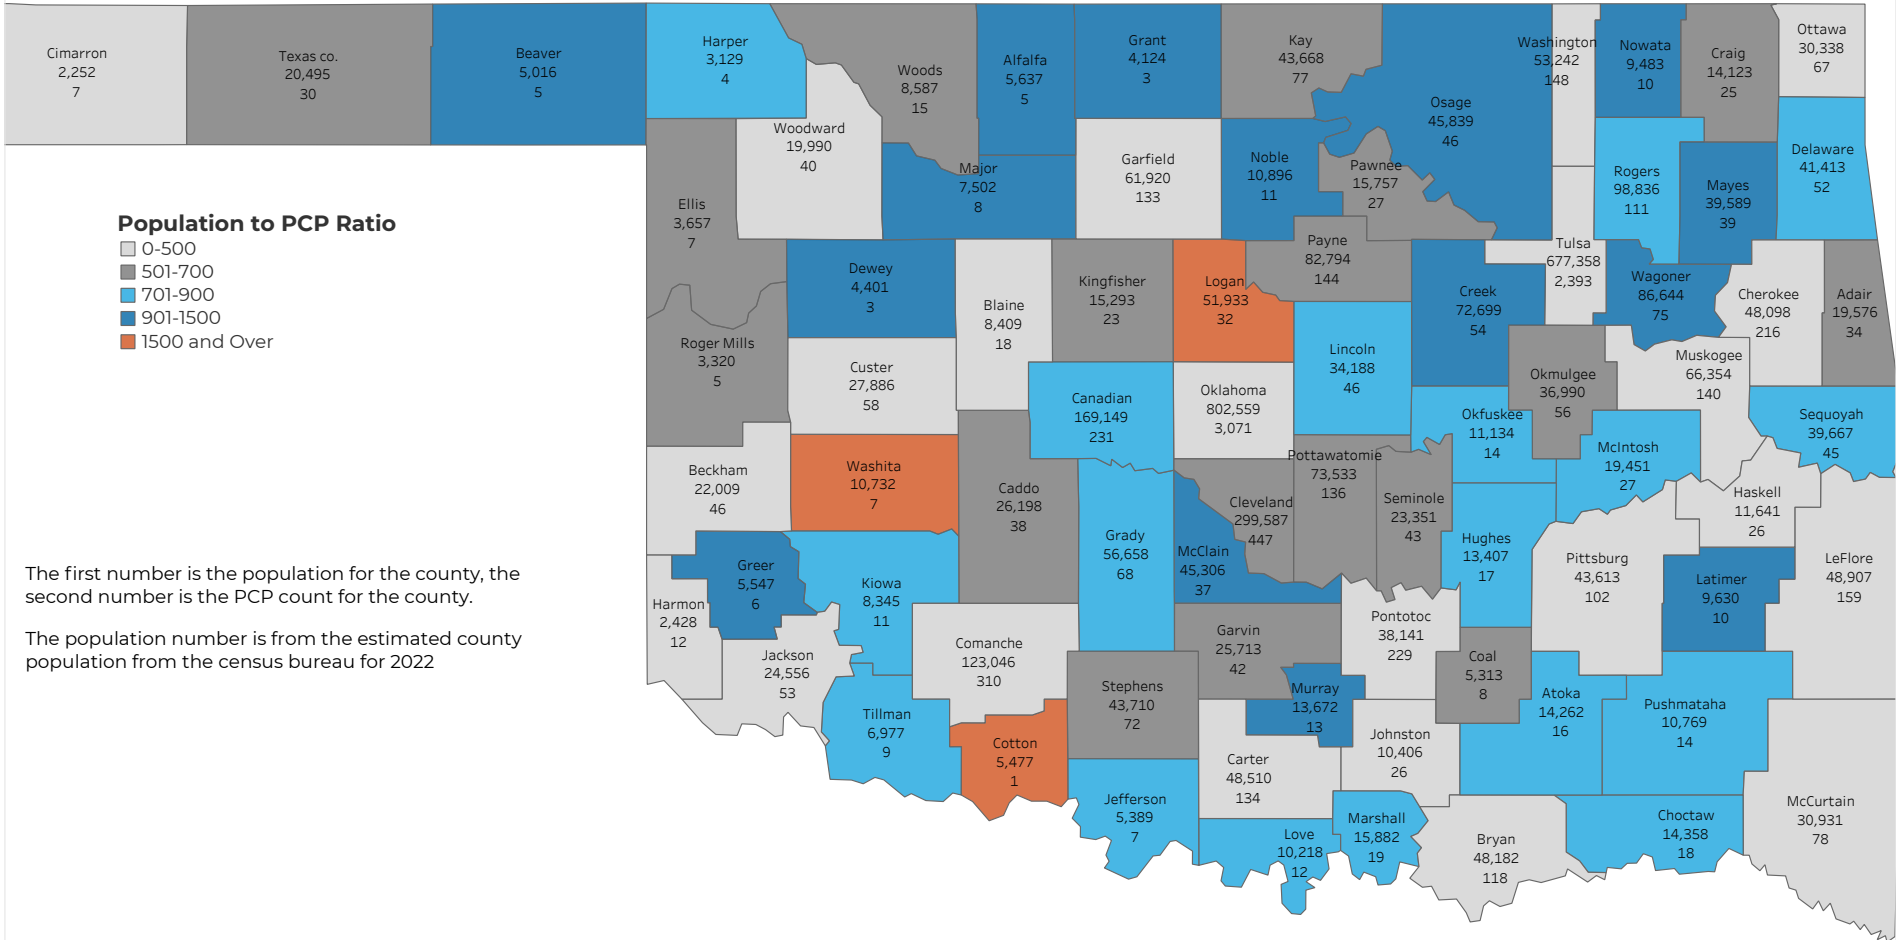 Cimarron
2,252
7
Texas co.
20,495
30
Beaver
5,016
5
Harper
3,129
4
Woods
8,587
15
Alfalfa
5,637
5
Grant
4,124
3
Kay
43,668
77
Osage
45,839
46
Washington
53,242
148
Nowata
9,483
10
Craig
14,123
25
Ottawa
30,338
67
Woodward
19,990
40
Major
7,502
8
Garfield
61,920
133
Noble
10,896
11
Pawnee
15,757
27
Rogers
98,836
111
Mayes
39,589
39
Delaware
41,413
52
Population to PCP Ratio
0-500
501-700
701-900
901-1500
1500 and Over
Ellis
3,657
7
Dewey
4,401
3
Blaine
8,409
18
Kingfisher
15,293
23
Logan
51,933
32
Payne
82,794
144
Creek
72,699
54
Tulsa
677,358
2,393
Wagoner
86,644
75
Cherokee
48,098
216
Adair
19,576
34
Roger Mills
3,320
5
Custer
27,886
58
Canadian
169,149
231
Oklahoma
802,559
3,071
Lincoln
34,188
46
Okfuskee
11,134
14
Okmulgee
36,990
56
Muskogee
66,354
140
McIntosh
19,451
27
Sequoyah
39,667
45
Beckham
22,009
46
Washita
10,732
7
Caddo
26,198
38
Grady
56,658
68
McClain
45,306
37
Cleveland
299,587
447
Pottawatomie
73,533
136
Seminole
23,351
43
Hughes
13,407
17
Pittsburg
43,613
102
Haskell
11,641
26
Latimer
9,630
10
LeFlore
48,907
159
The first number is the population for the county, the
second number is the PCP count for the county.
The population number is from the estimated county
population from the census bureau for 2022
Harmon
2,428
12
Greer
5,547
6
Kiowa
8,345
11
Jackson
24,556
53
Comanche
123,046
310
Tillman
6,977
9
Cotton
5,477
1
Stephens
43,710
72
Garvin
25,713
42
Murray
13,672
13
Pontotoc
38,141
229
Coal
5,313
8
Atoka
14,262
16
Pushmataha
10,769
14
Jefferson
5,389
7
Carter
48,510
134
Johnston
10,406
26
Love
10,218
12
Marshall
15,882
19
Bryan
48,182
118
Choctaw
14,358
18
McCurtain
30,931
78